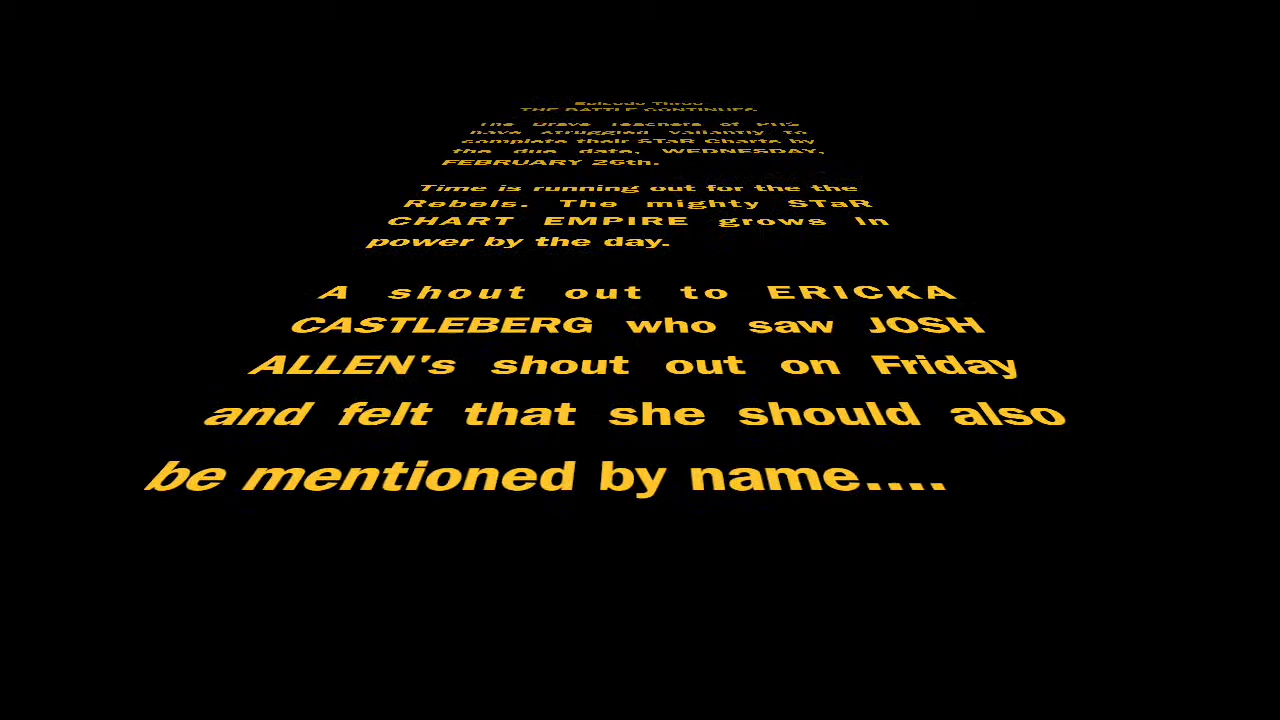 Episode Three
THE BATTLE CONTINUES
The brave teachers of PHS
have struggled valiantly to
complete their STaR Charts by
the due date, WEDNESDAY,
FEBRUARY 26th.
Time is running out for the the
Rebels. The mighty STaR
CHART EMPIRE grows in
power by the day.
A shout out to ERICKA
CASTLEBERG who saw JOSH
ALLEN's shout out on Friday
and felt that she should also
be mentioned by name....